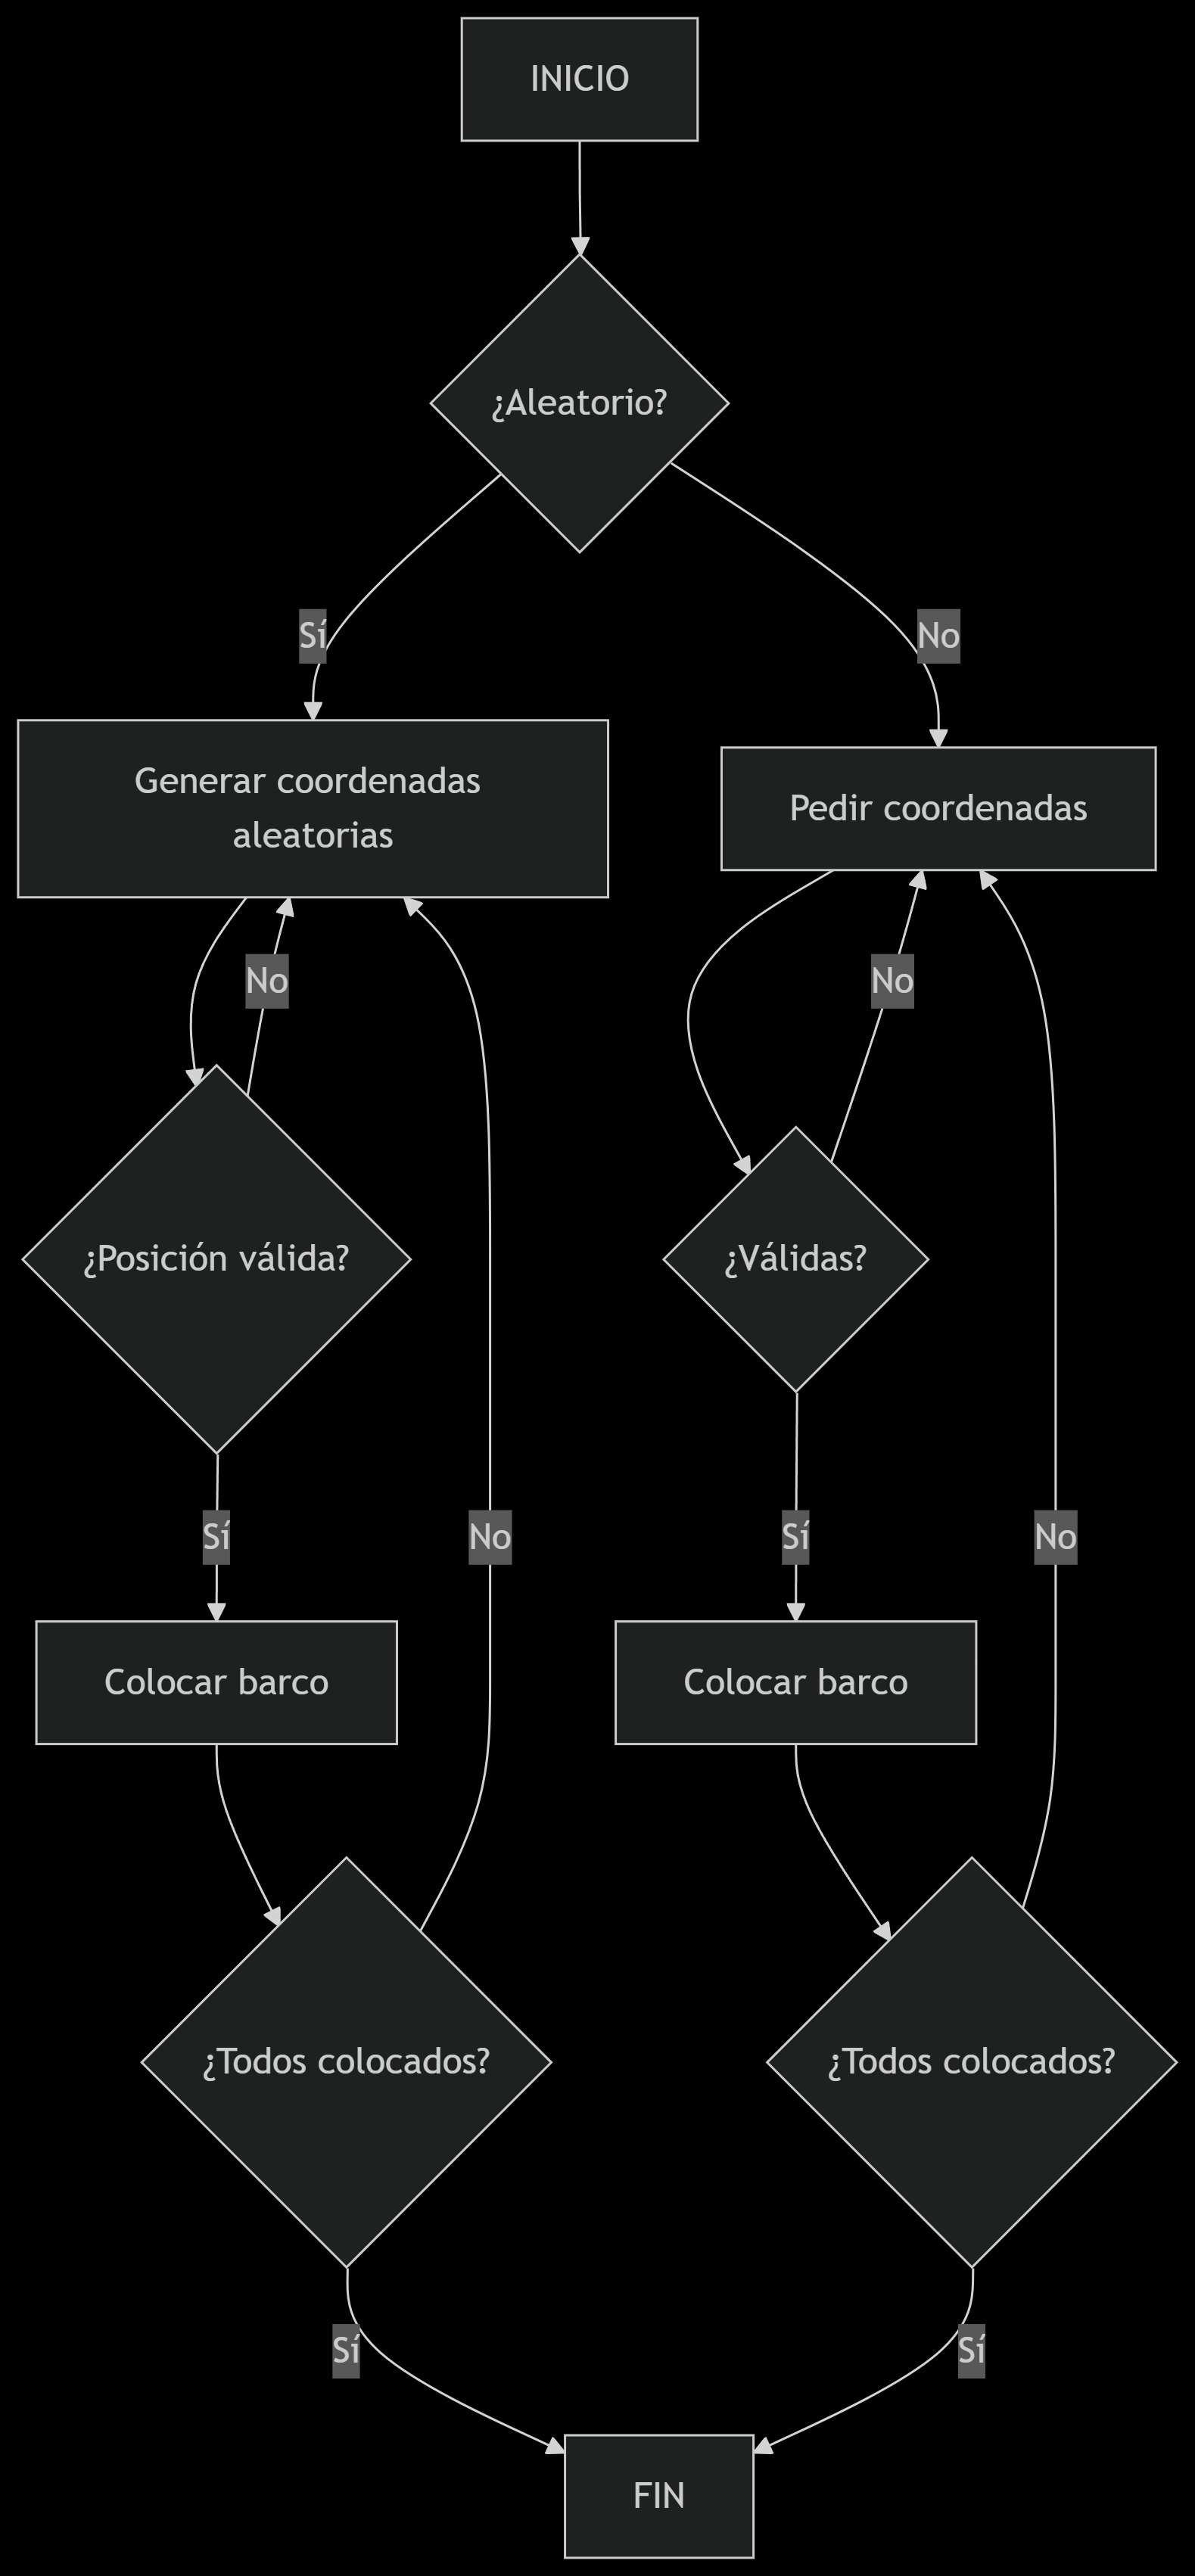 INICIO
¿Aleatorio?
Sí
No
Generar coordenadas
aleatorias
Pedir coordenadas
No
No
¿Posición válida?
¿Válidas?
Sí
No
Sí
No
Colocar barco
Colocar barco
¿Todos colocados?
¿Todos colocados?
Sí
Sí
FIN